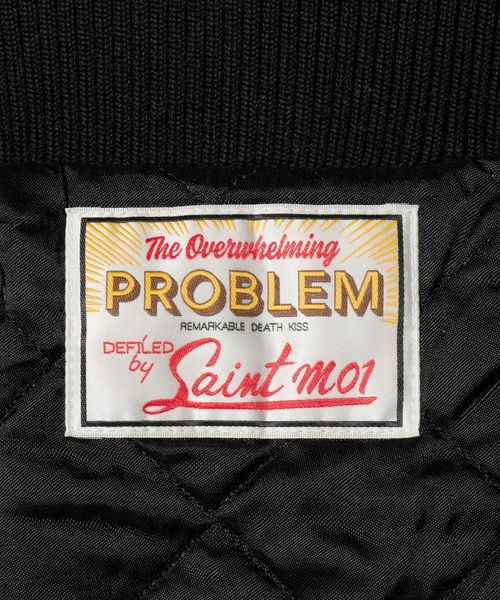 The Overwhelming
PROBLEM
REMARKABLE DEATH KISS
DEFILED by Saint M01